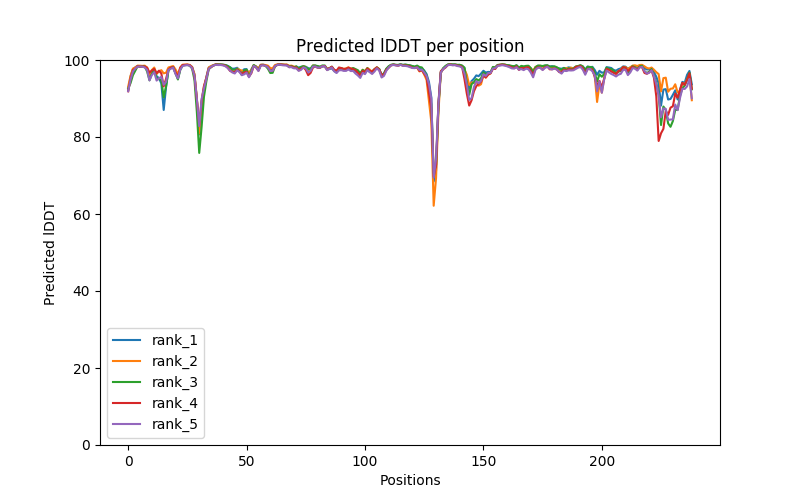 Predicted lDDT per position
100
80
60
40
20
0
Predicted lDDT
rank_1
rank_2
rank_3
rank_4
rank_5
0 50 100 150 200
Positions